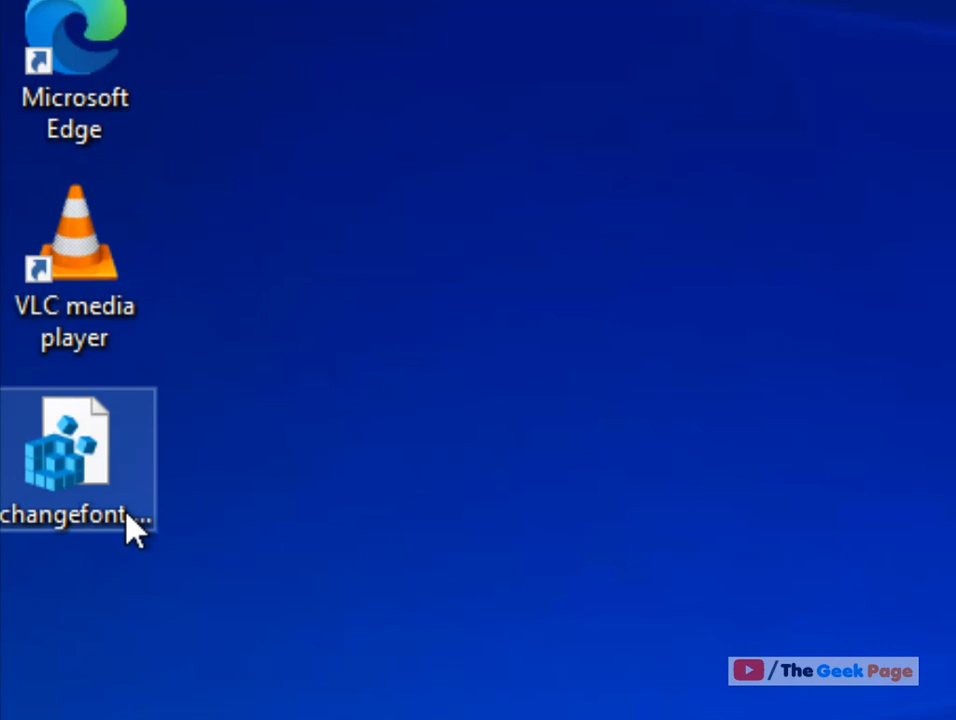 Microsoft
Edge
VLC media
player
changefont...
/The Geek Page